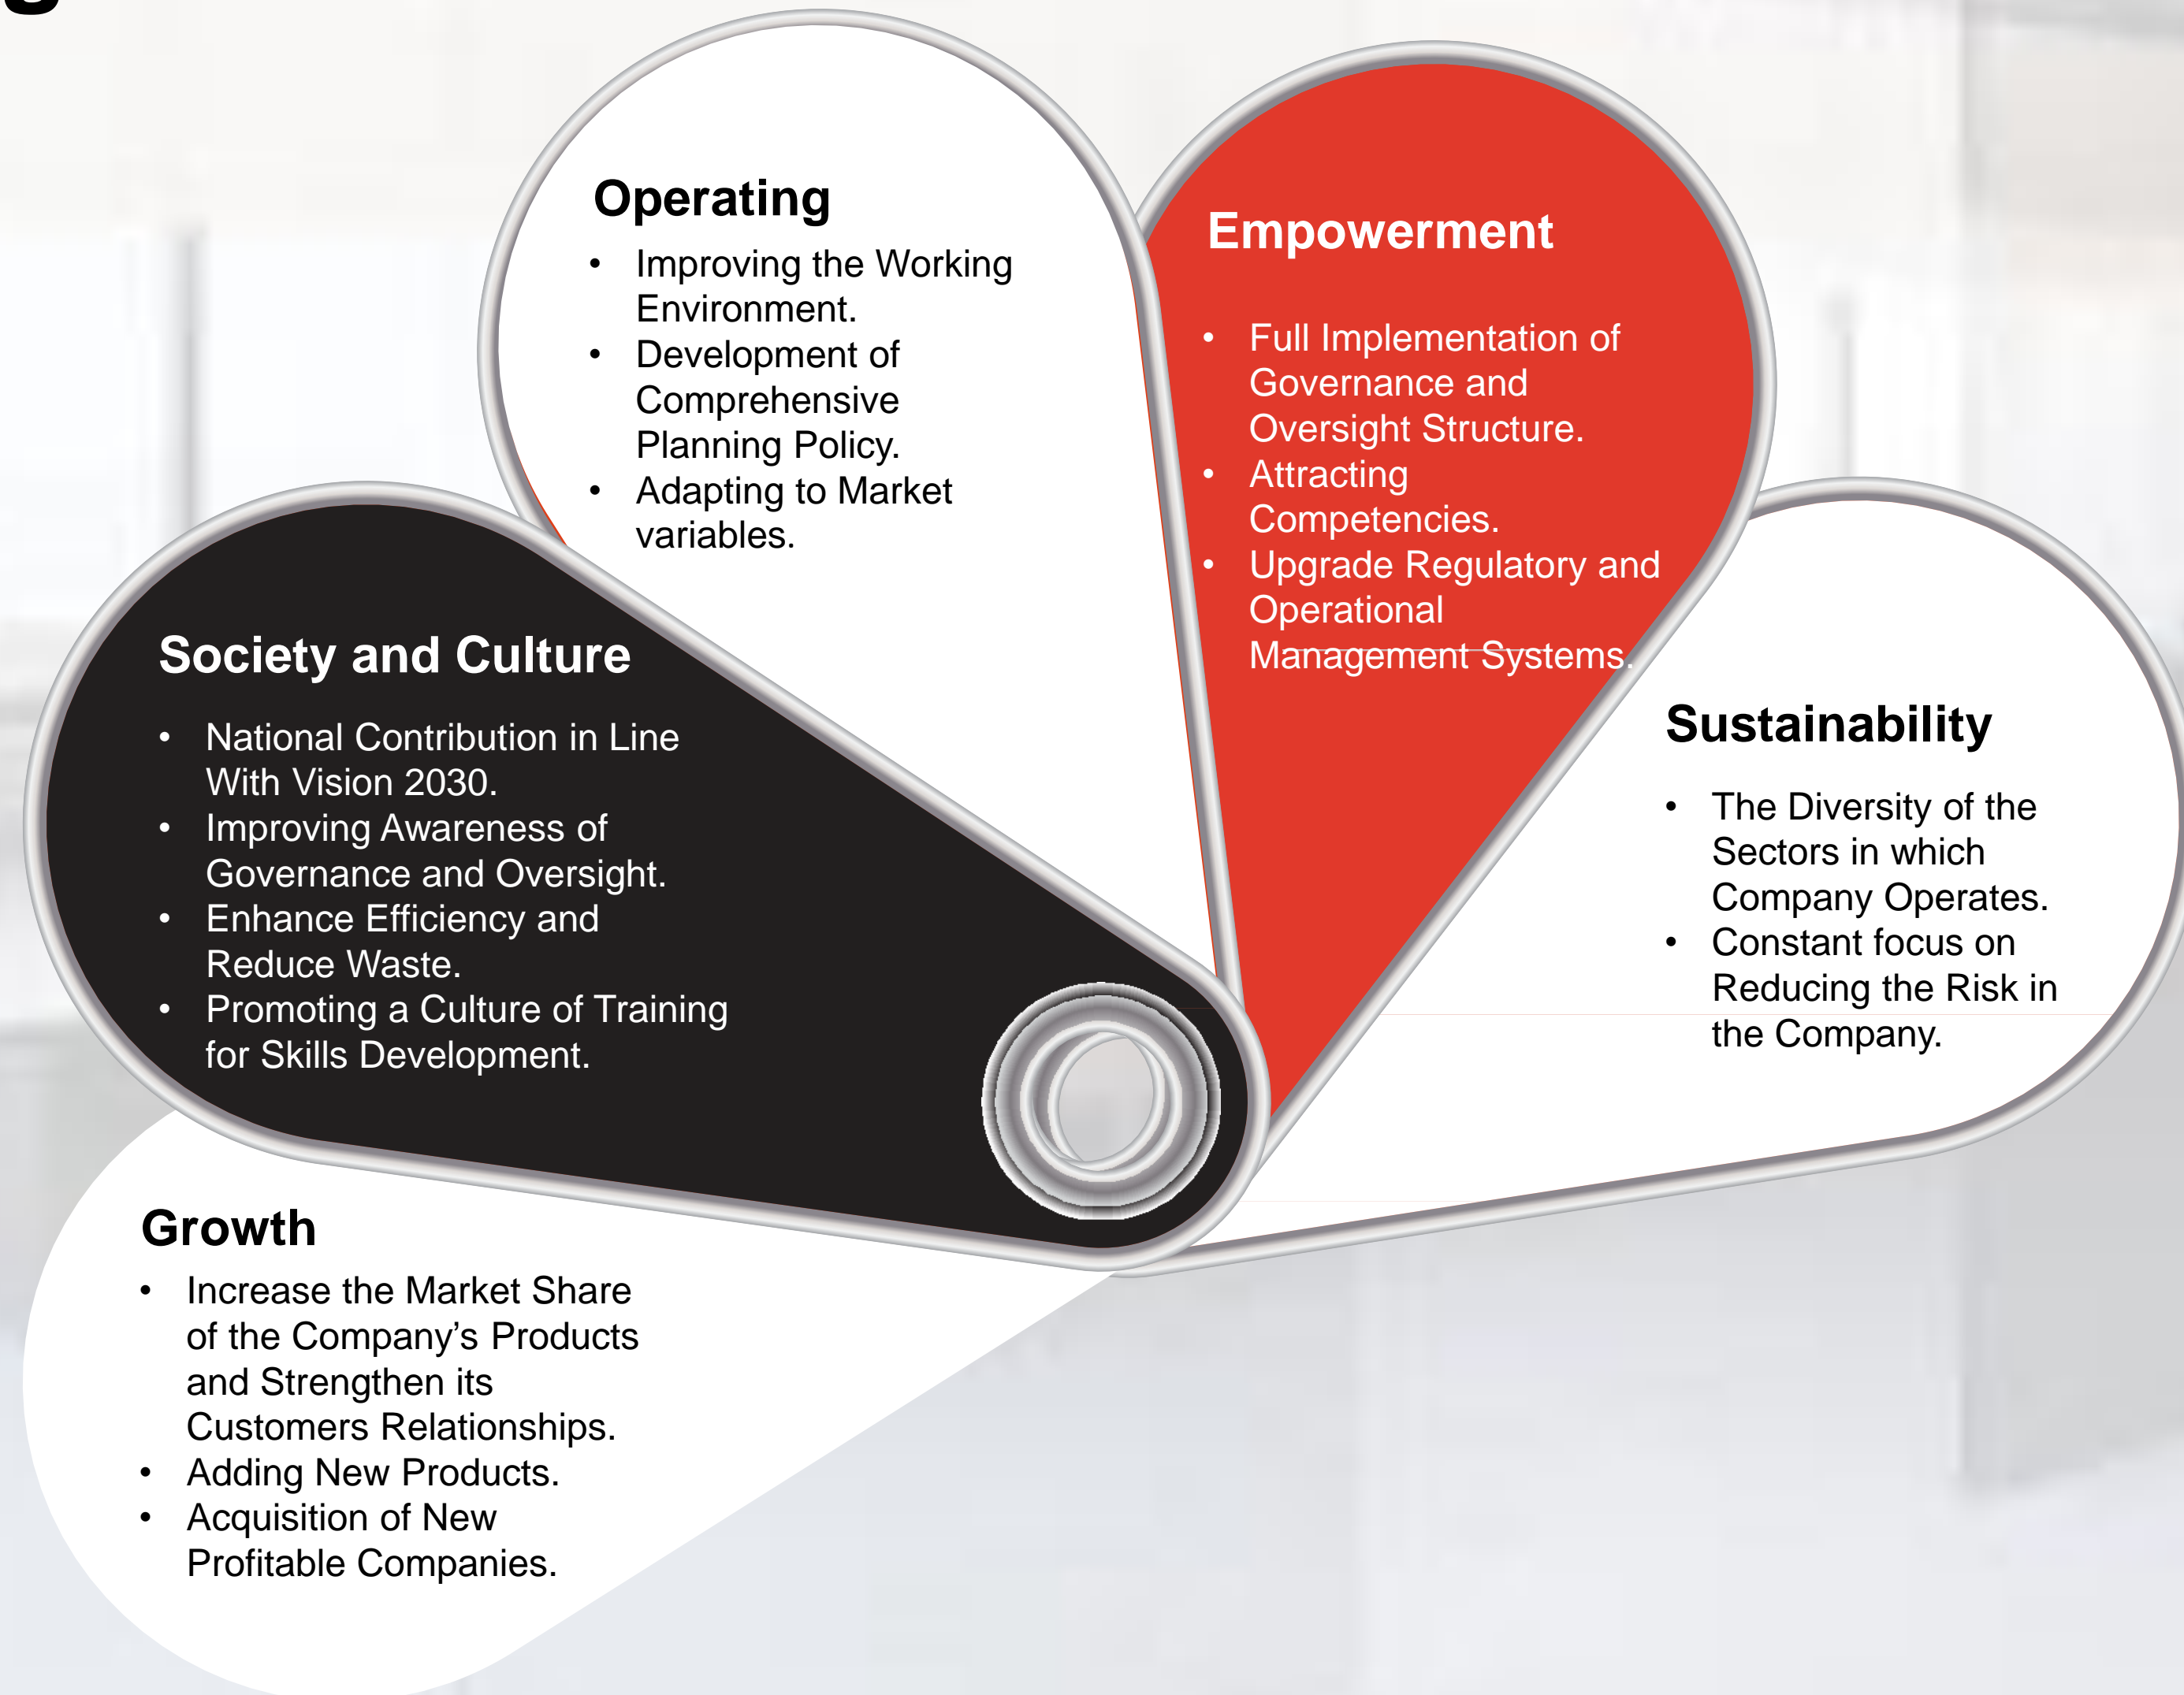 Operating
• Improving the Working
Environment.
• Development of
Comprehensive
Planning Policy.
• Adapting to Market
variables.
Empowerment
• Full Implementation of
Governance and
Oversight Structure.
• Attracting
Competencies.
• Upgrade Regulatory and
Operational
Management Systems.
Society and Culture
• National Contribution in Line
With Vision 2030.
• Improving Awareness of
Governance and Oversight.
• Enhance Efficiency and
Reduce Waste.
• Promoting a Culture of Training
for Skills Development.
Sustainability
• The Diversity of the
Sectors in which
Company Operates.
• Constant focus on
Reducing the Risk in
the Company.
Growth
• Increase the Market Share
of the Company’s Products
and Strengthen its
Customers Relationships.
• Adding New Products.
• Acquisition of New
Profitable Companies.